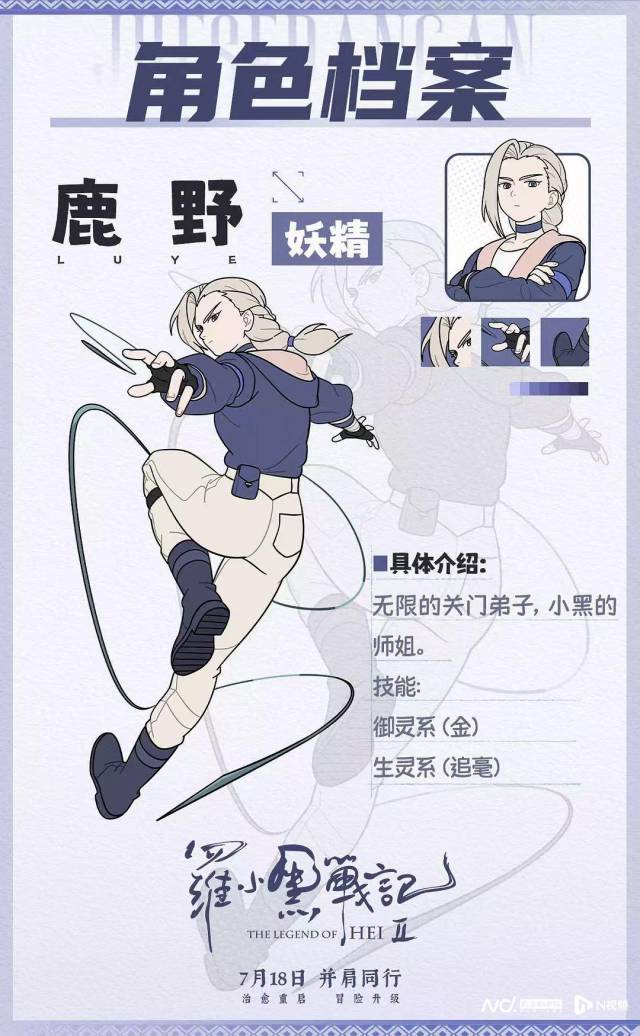 角色档案
鹿野
LUYE
妖精
具体介绍:
无限的关门弟子,小黑的
师姐。
技能:
御灵系(金)
生灵系(追毫)
羅小黑戰記
THE LEGEND OF HEI II
7月18日 并肩同行
治愈重启 冒险升级
N视频